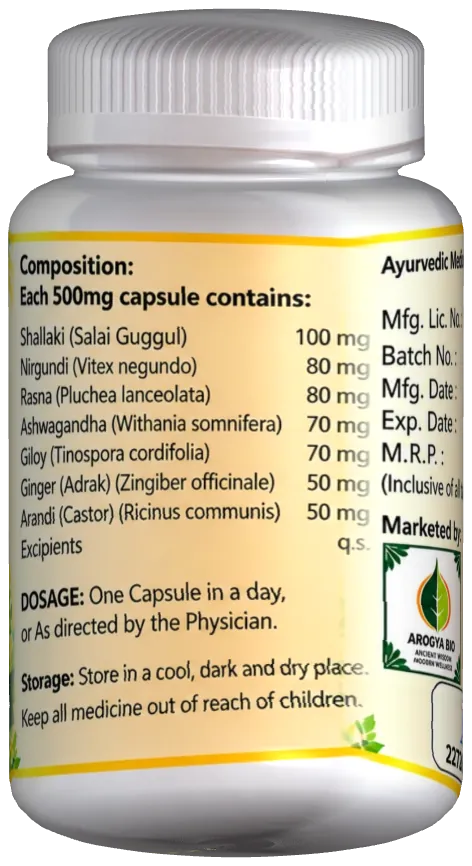 Composition:
Each 500mg capsule contains:
Shallaki (Salai Guggul) 100 mg
Nirgundi (Vitex negundo) 80 mg
Rasna (Pluchea lanceolata) 80 mg
Ashwagandha (Withania somnifera) 70 mg
Giloy (Tinospora cordifolia) 70 mg
Ginger (Adrak) (Zingiber officinale) 50 mg
Arandi (Castor) (Ricinus communis) 50 mg
Excipients q.s.
DOSAGE: One Capsule in a day,
or As directed by the Physician.
Storage: Store in a cool, dark and dry place.
Keep all medicine out of reach of children.
Ayurvedic
Mfg. Lic. No.:
Batch No.:
Mfg. Date:
Exp. Date:
M.R.P.:
(Inclusive of
Marketed by
AROGYA BIO
ANCIENT WISDOM
MODERN WELLNESS